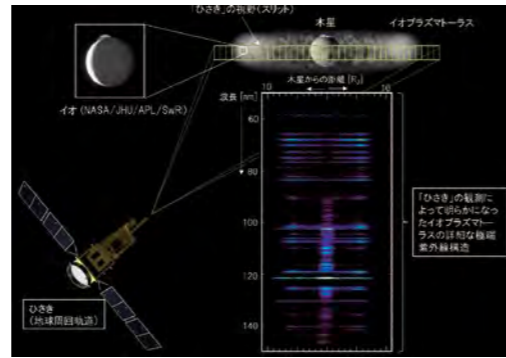 「ひさき」の視野(スリット)
木星
イオプラズマトーラス
イオ (NASA/JHU/APL/SwR)
木星からの距離 [RJ]
10
10
波長 [nm]
60
80
100
120
140
「ひさき」の観測に
よって明らかになっ
たイオプラズマトー
ラスの詳細な極端
紫外線構造
ひさき
(地球周回軌道)